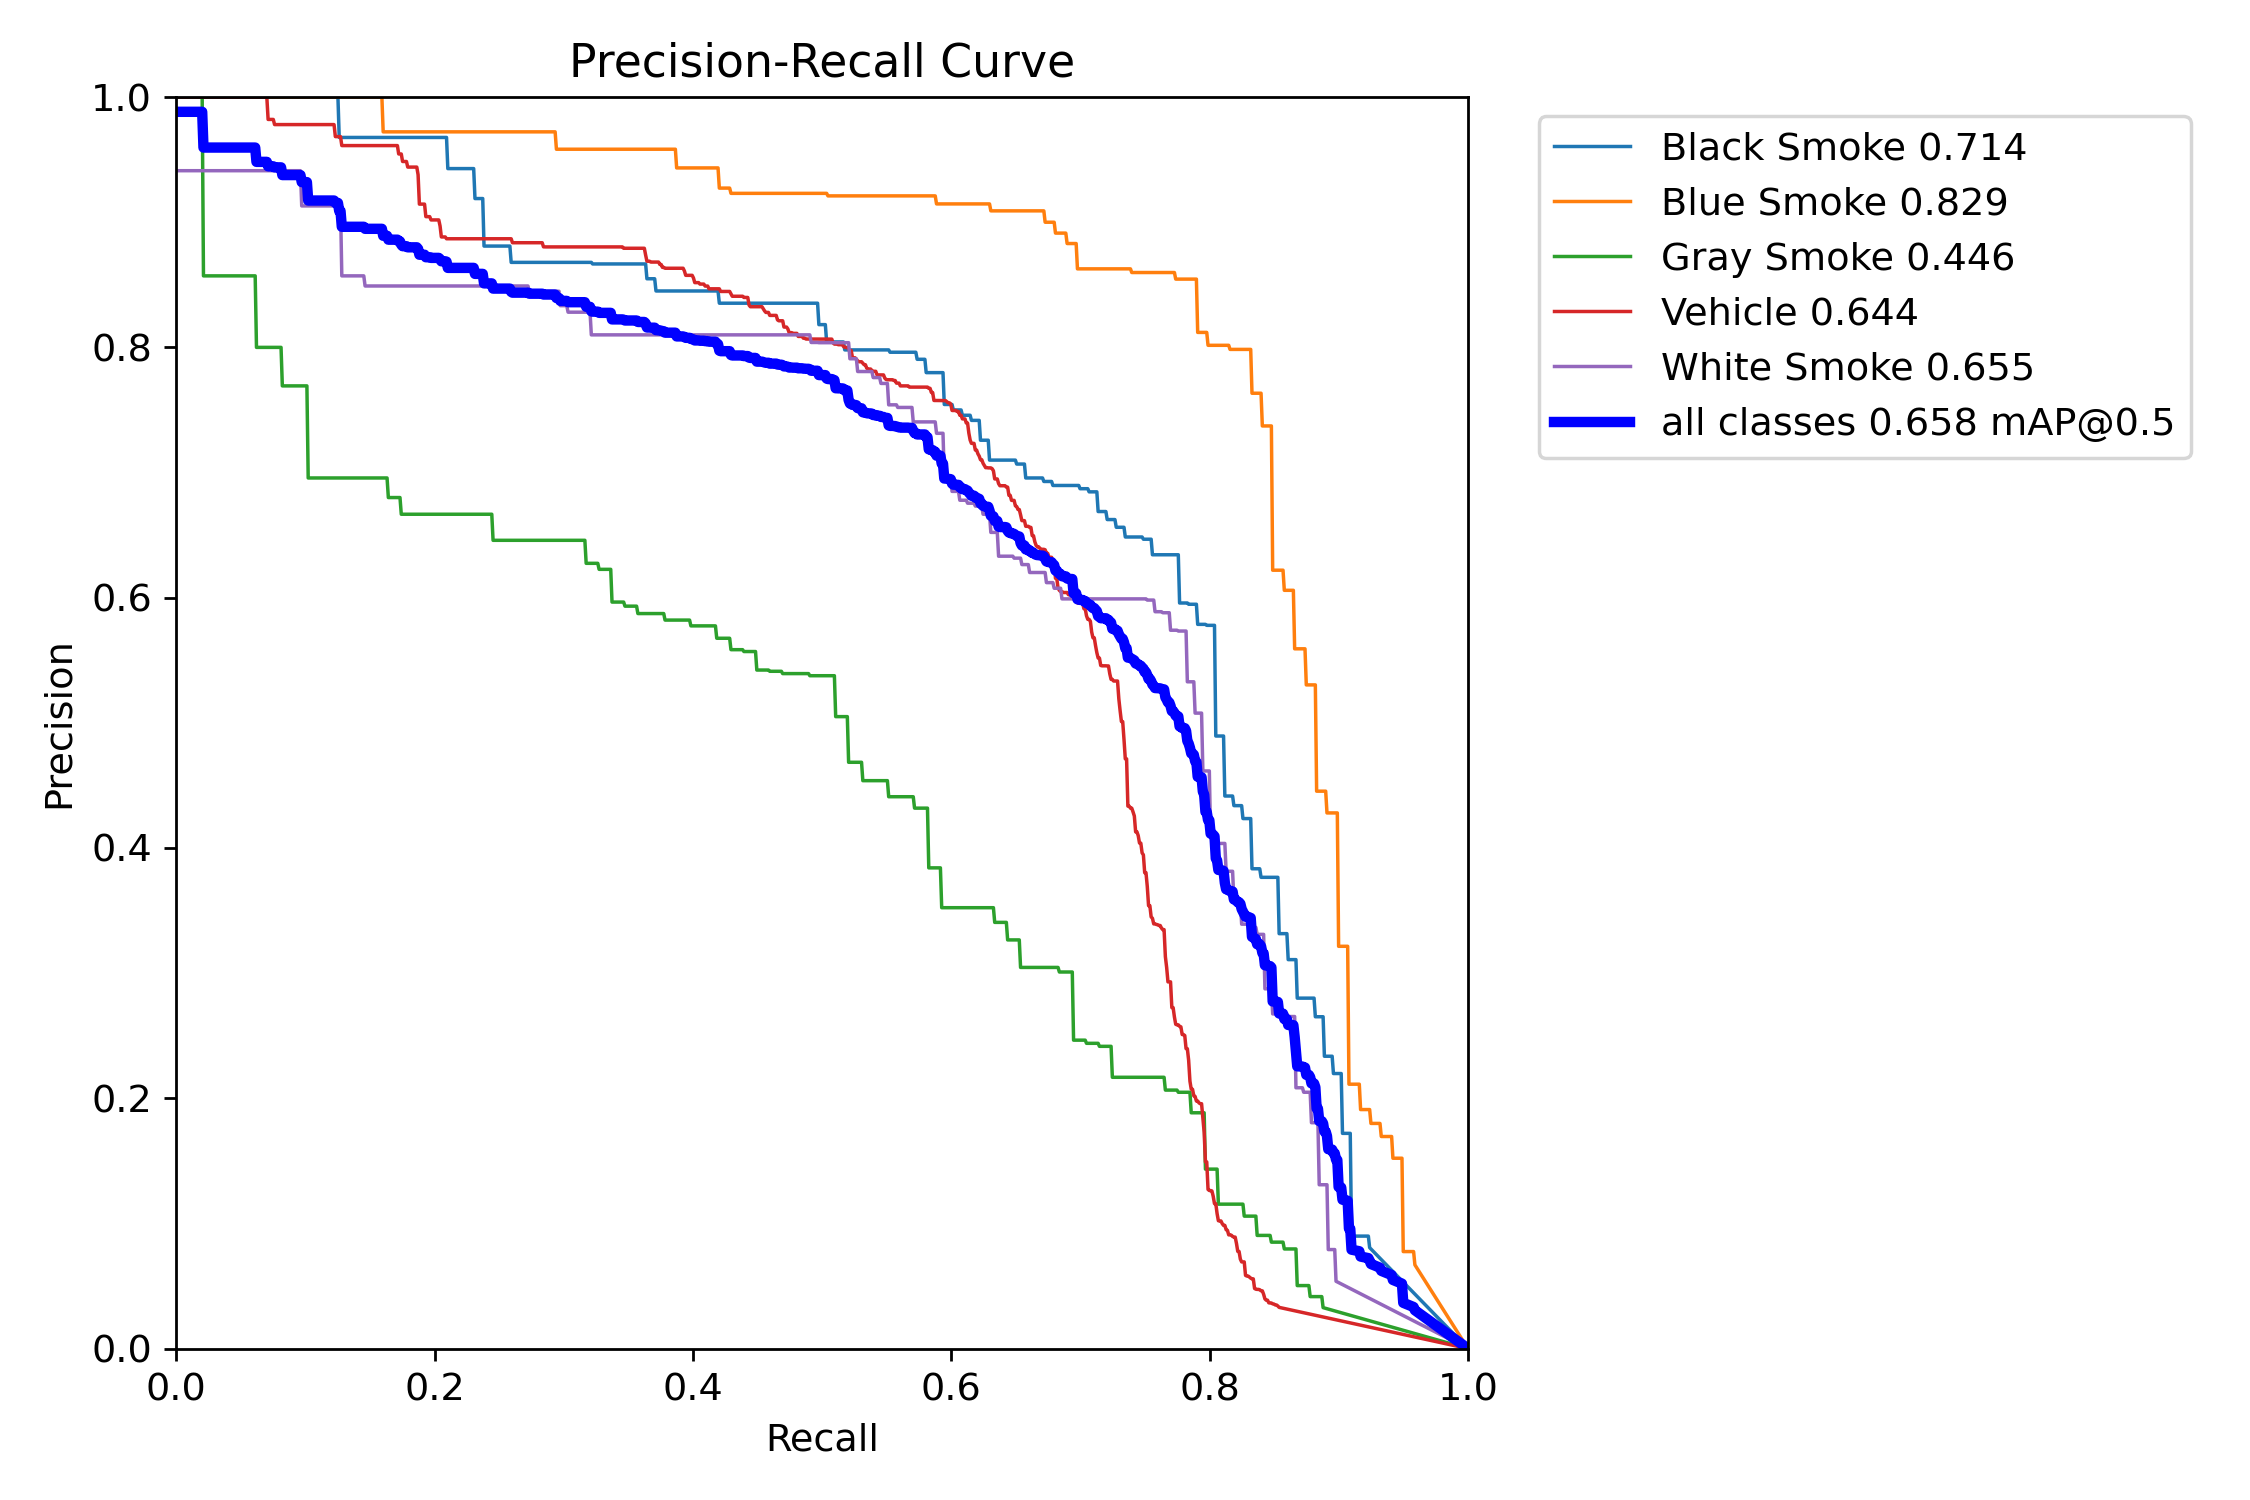 Precision-Recall Curve
1.0
0.8
0.6
0.4
0.2
0.0
Precision
0.0 0.2 0.4 0.6 0.8 1.0
Recall
Black Smoke 0.714
Blue Smoke 0.829
Gray Smoke 0.446
Vehicle 0.644
White Smoke 0.655
all classes 0.658 mAP@0.5